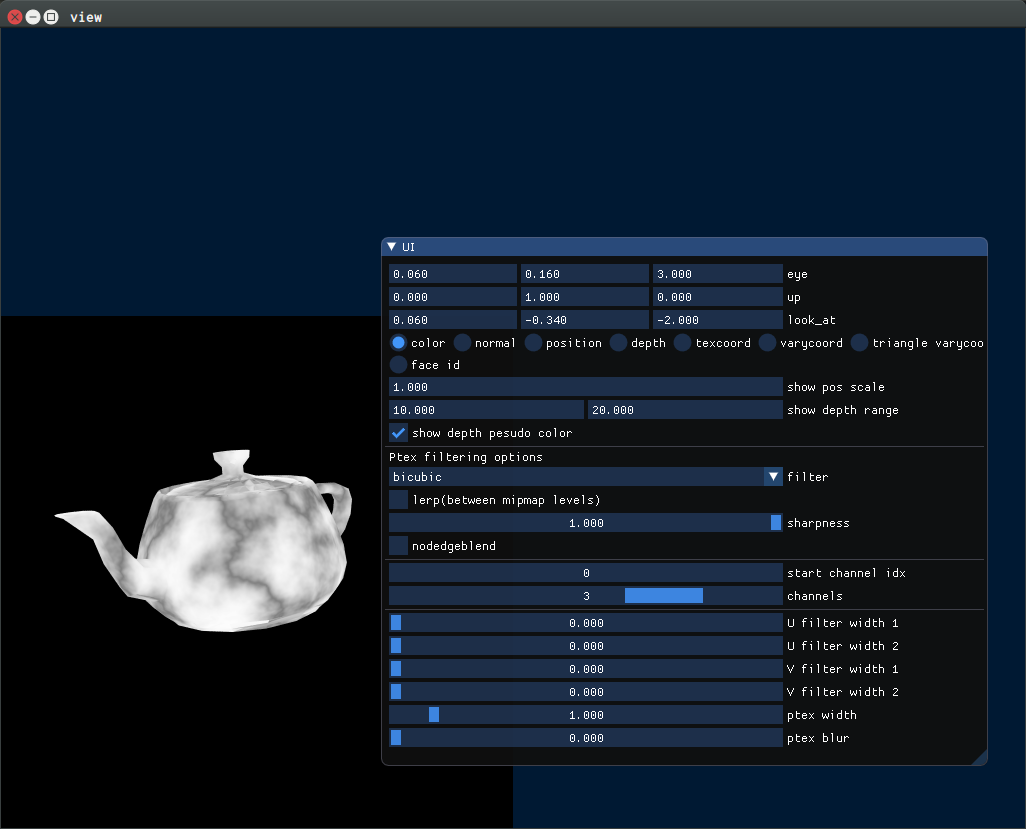 view
UI
0.060 0.160 3.000 eye
0.000 1.000 0.000 up
0.060 -0.340 -2.000 look_at
color normal position depth texcoord varycoord triangle varycoo
face id
1.000 show pos scale
10.000 20.000 show depth range
show depth pesudo color
Ptex filtering options
bicubic filter
lerp(between mipmap levels)
1.000 sharpness
nodedgeblend
0 start channel idx
3 channels
0.000 U filter width 1
0.000 U filter width 2
0.000 V filter width 1
0.000 V filter width 2
1.000 ptex width
0.000 ptex blur